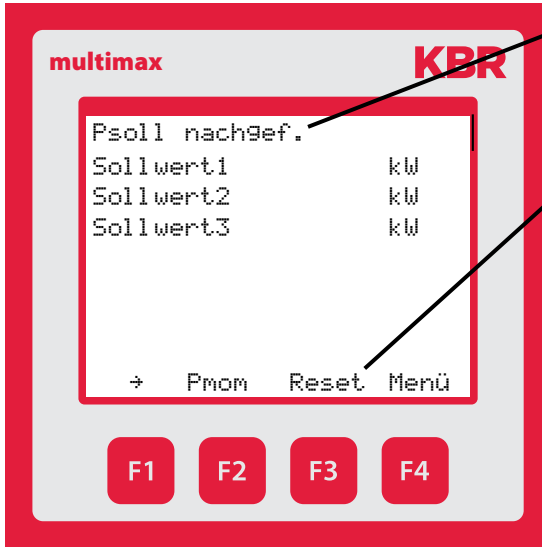 multimax KBR
Psoll nachgef.
Sollwert1 kW
Sollwert2 kW
Sollwert3 kW
→ Pmom Reset Menü
F1 F2 F3 F4